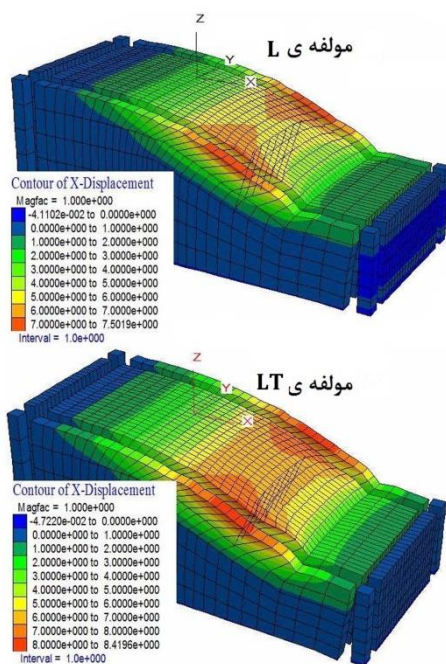 مولفه ی L
Z
Y
X
Contour of X-Displacement
Magfac = 1.000e+000
-4.1102e-002 to 0.0000e+000
0.0000e+000 to 1.0000e+000
1.0000e+000 to 2.0000e+000
2.0000e+000 to 3.0000e+000
3.0000e+000 to 4.0000e+000
4.0000e+000 to 5.0000e+000
5.0000e+000 to 6.0000e+000
6.0000e+000 to 7.0000e+000
7.0000e+000 to 7.5019e+000
Interval = 1.0e+000
مولفه ی LT
Z
Y
X
Contour of X-Displacement
Magfac = 1.000e+000
-4.7220e-002 to 0.0000e+000
0.0000e+000 to 1.0000e+000
1.0000e+000 to 2.0000e+000
2.0000e+000 to 3.0000e+000
3.0000e+000 to 4.0000e+000
4.0000e+000 to 5.0000e+000
5.0000e+000 to 6.0000e+000
6.0000e+000 to 7.0000e+000
7.0000e+000 to 8.0000e+000
8.0000e+000 to 8.4196e+000
Interval = 1.0e+000